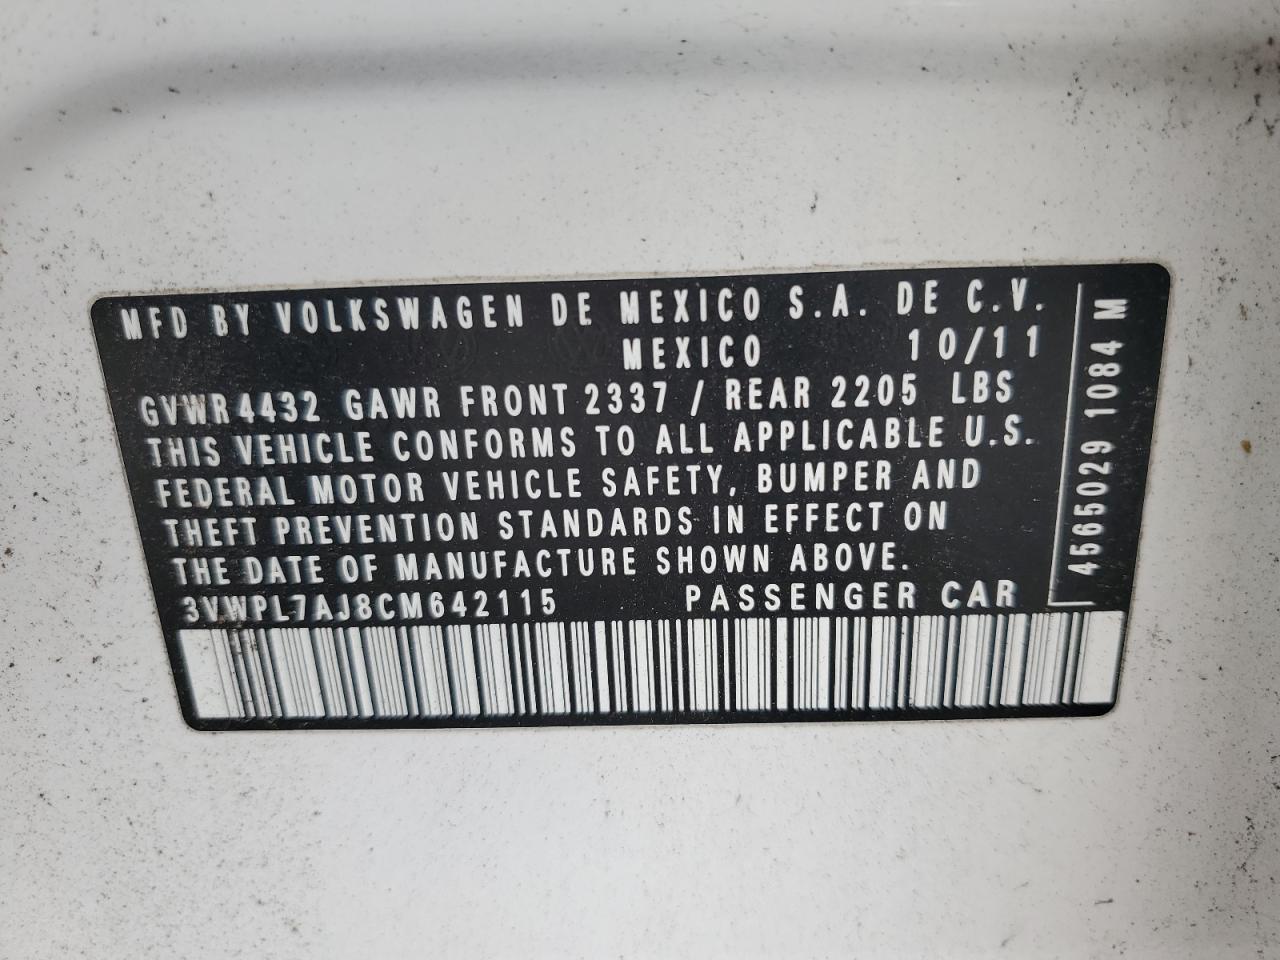 MFD BY VOLKSWAGEN DE MEXICO S.A. DE C.V.
MEXICO 10/11
GVWR 4432 GAWR FRONT 2337 / REAR 2205 LBS
THIS VEHICLE CONFORMS TO ALL APPLICABLE U.S.
FEDERAL MOTOR VEHICLE SAFETY, BUMPER AND
THEFT PREVENTION STANDARDS IN EFFECT ON
THE DATE OF MANUFACTURE SHOWN ABOVE.
3VWPL7AJ8CM642115 PASSENGER CAR
4565029 1084 M